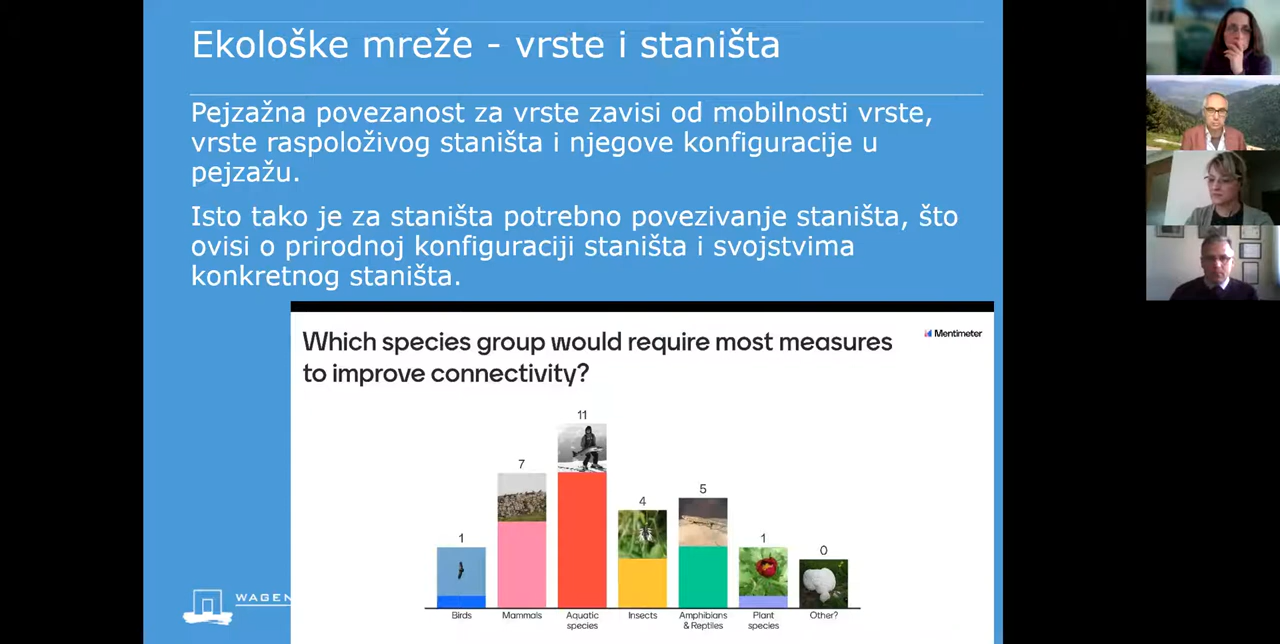 Ekološke mreže - vrste i staništa
Pejzažna povezanost za vrste zavisi od mobilnosti vrste,
vrste raspoloživog staništa i njegove konfiguracije u
pejzažu.
Isto tako je za staništa potrebno povezivanje staništa, što
ovisi o prirodnoj konfiguraciji staništa i svojstvima
konkretnog staništa.
Which species group would require most measures
to improve connectivity?
Mentimeter
11
7
5
4
1
1
0
Birds
Mammals
Aquatic
species
Insects
Amphibians
& Reptiles
Plant
species
Other?
WAGEN